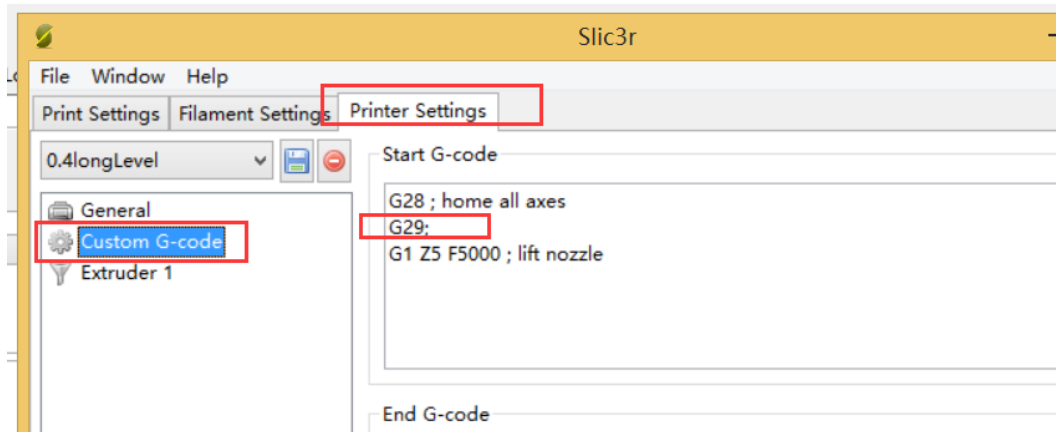 Slic3r
File Window Help
Print Settings Filament Settings Printer Settings
0.4longLevel
Start G-code
General
Custom G-code
Extruder 1
G28 ; home all axes
G29;
G1 Z5 F5000 ; lift nozzle
End G-code